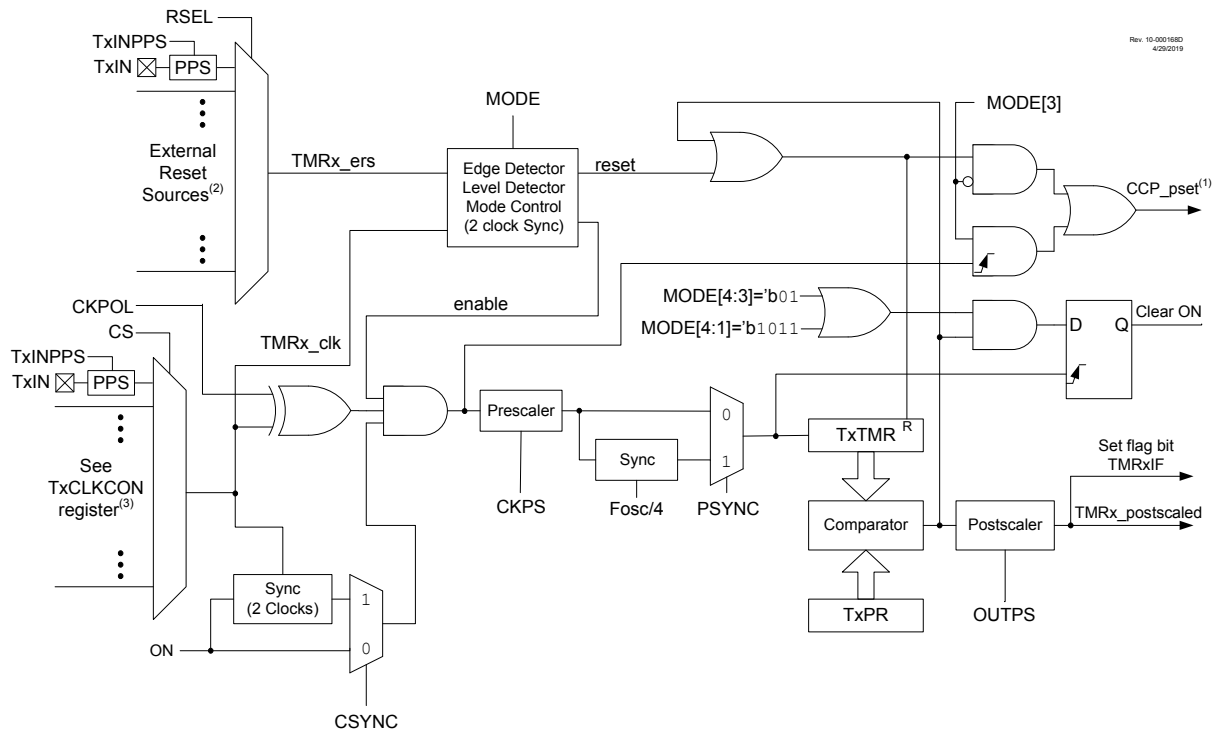 RSEL
TxINPPS
TxIN
PPS
Rev. 10-000168D
4/29/2019
MODE
MODE[3]
External
Reset
Sources(2)
TMRx_ers
Edge Detector
Level Detector
Mode Control
(2 clock Sync)
reset
CCP_pset(1)
enable
MODE[4:3]='b01
MODE[4:1]='b1011
D
Q
Clear ON
CKPOL
CS
TMRx_clk
TxINPPS
TxIN
PPS
Prescaler
0
1
Sync
TxTMR
R
See
TxCLKCON
register(3)
CKPS
Fosc/4
PSYNC
Set flag bit
TMRxIF
TMRx_postscaled
Comparator
Postscaler
Sync
(2 Clocks)
1
0
TxPR
OUTPS
ON
CSYNC